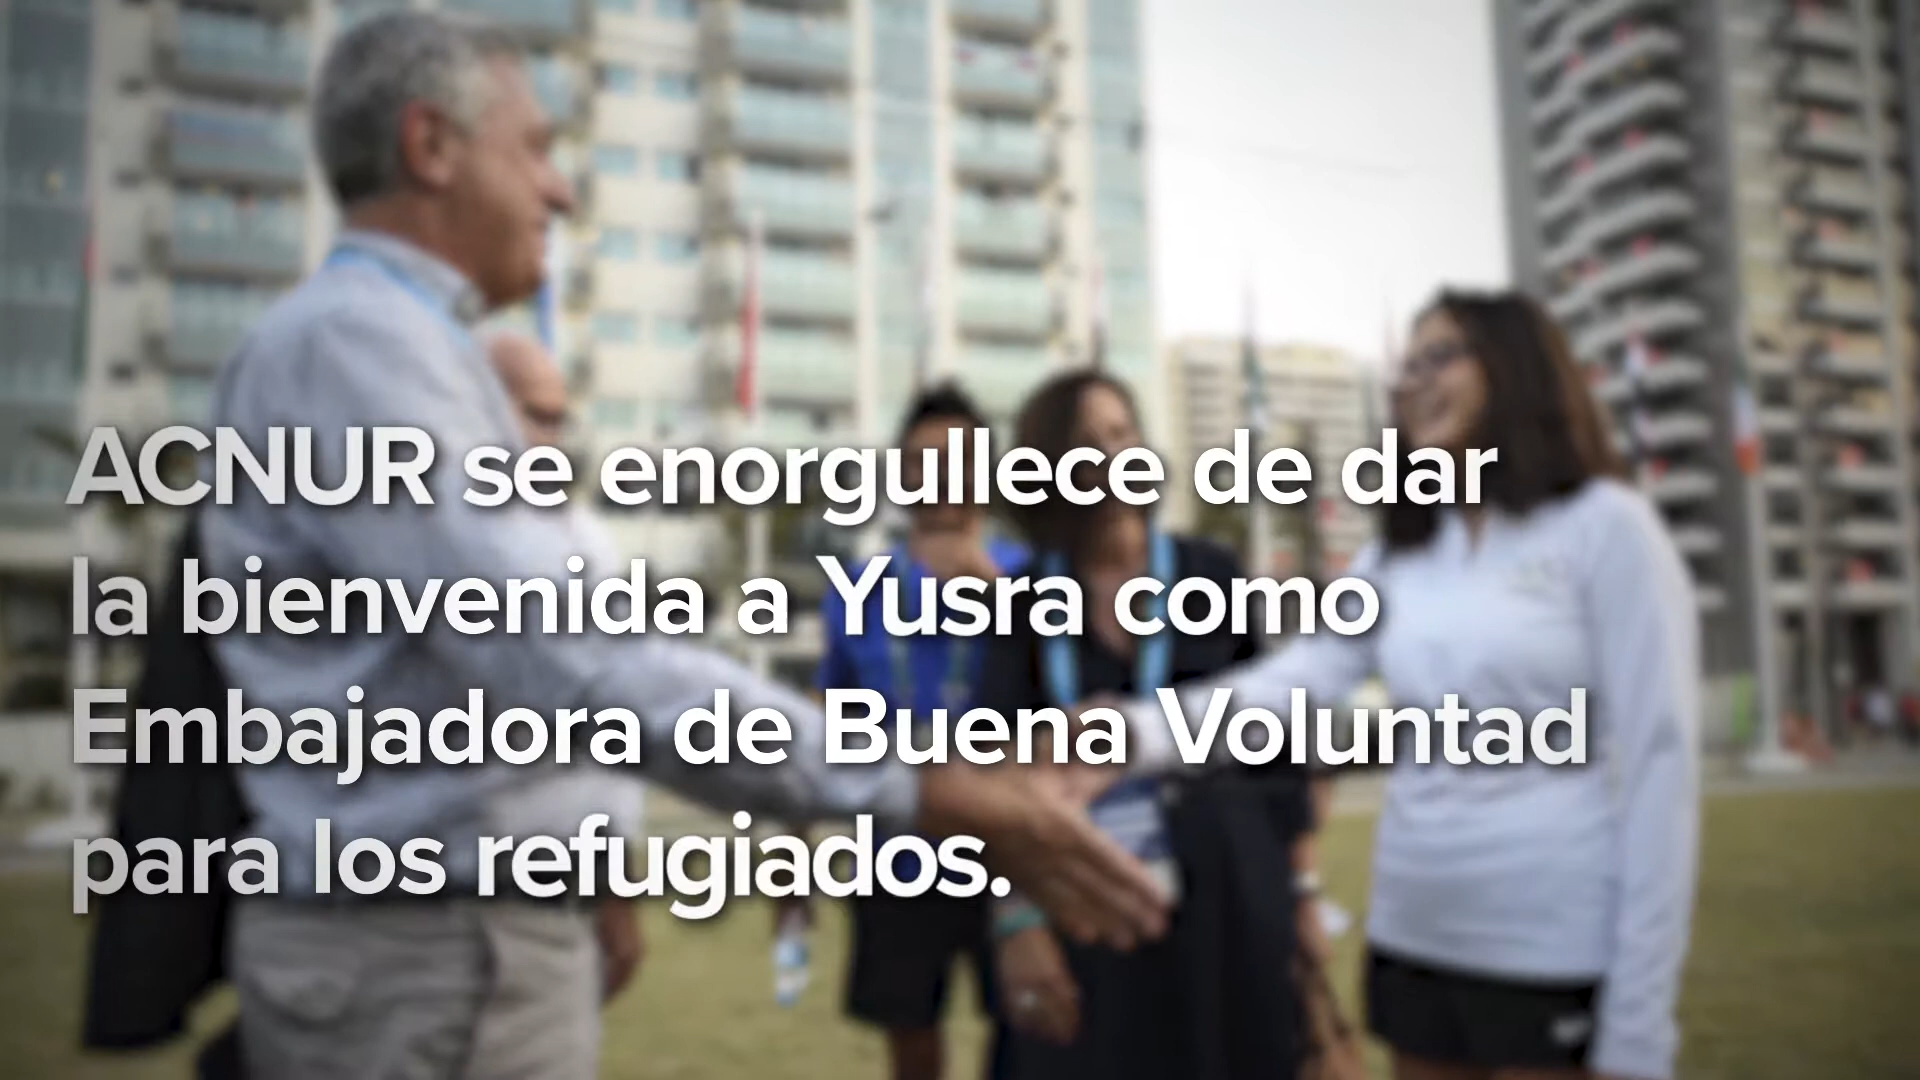 ACNUR se enorgullece de dar
la bienvenida a Yusra como
Embajadora de Buena Voluntad
para los refugiados.